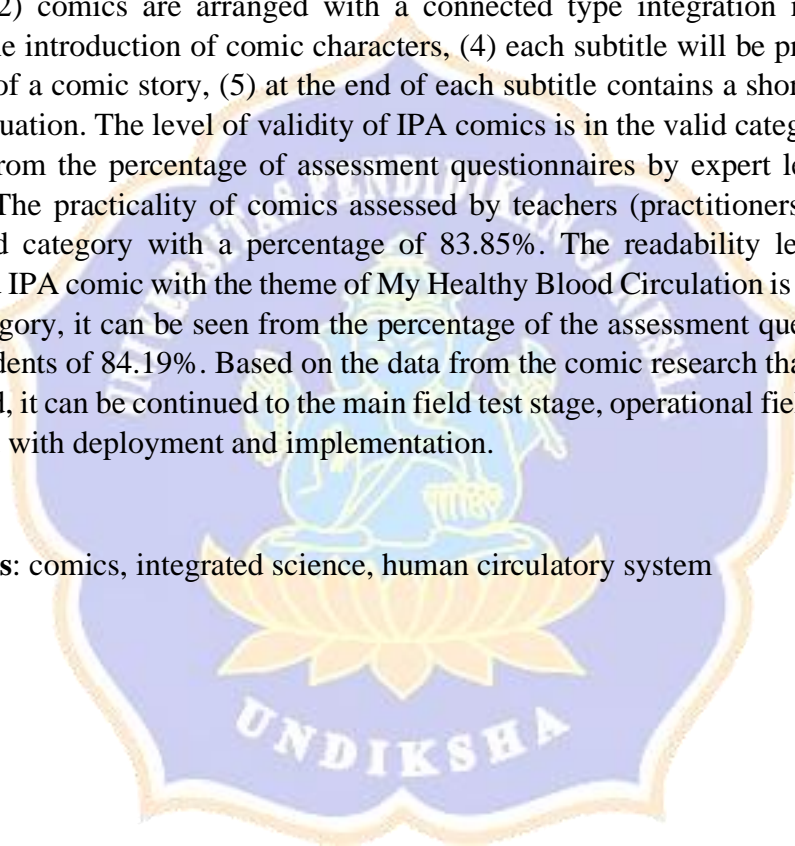 2) comics are arranged with a connected type integration i
he introduction of comic characters, (4) each subtitle will be pr
of a comic story, (5) at the end of each subtitle contains a shor
uation. The level of validity of IPA comics is in the valid categ
from the percentage of assessment questionnaires by expert le
The practicality of comics assessed by teachers (practitioners
d category with a percentage of 83.85%. The readability le
IPA comic with the theme of My Healthy Blood Circulation is
gory, it can be seen from the percentage of the assessment que
dents of 84.19%. Based on the data from the comic research tha
d, it can be continued to the main field test stage, operational fie
with deployment and implementation.
s: comics, integrated science, human circulatory system
UNIVERSITAS PENDIDIKAN GANESHA
UNDIKSHA